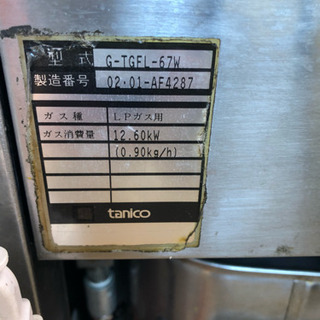 型式 G-TGFL-67W
製造番号 02・01-AE4287
ガス種 LPガス用
ガス消費量 12.60kW
(0.90kg/h)
tanico